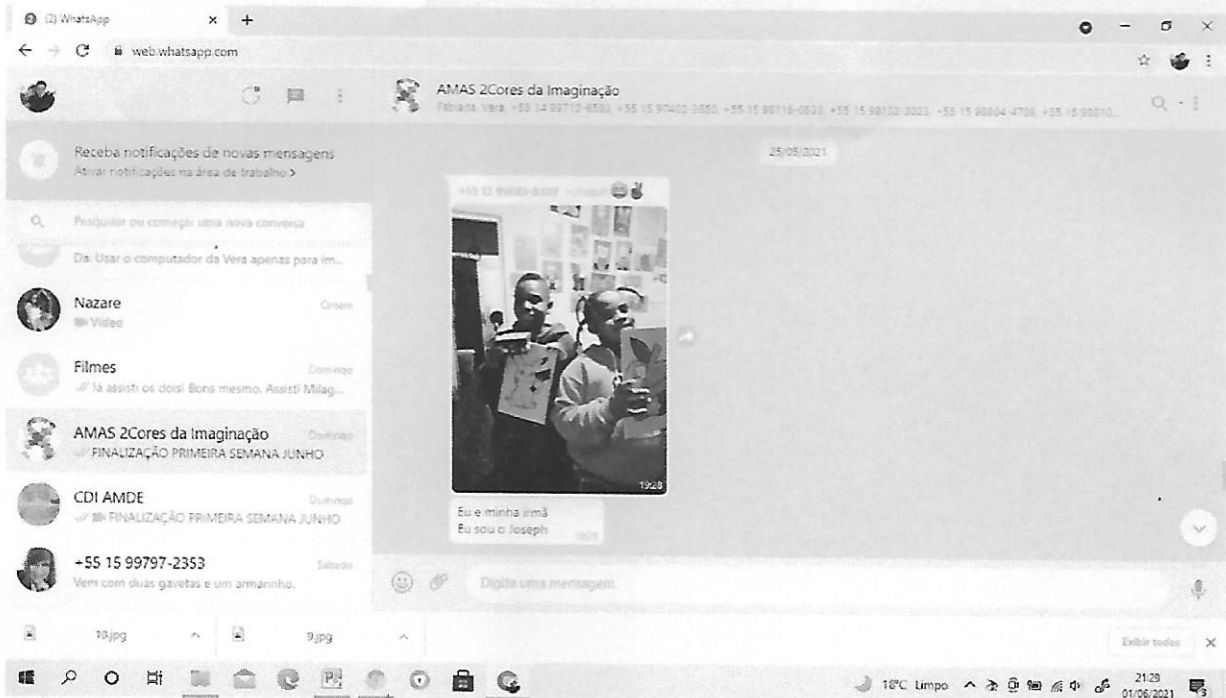 (2) WhatsApp
web.whatsapp.com
AMAS 2Cores da Imaginação
Fabiana, Vera,
Receba notificações de novas mensagens
Ativar notificações na área de trabalho >
25/05/2021
Pesquisar ou começar uma nova conversa
Da: Usar o computador da Vera apenas para im...
Nazare
Ontem
Vídeo
Filmes
Domingo
Já assisti os dois! Bons mesmo. Assisti Milag...
AMAS 2Cores da Imaginação
Domingo
FINALIZAÇÃO PRIMEIRA SEMANA JUNHO
CDI AMDE
Domingo
FINALIZAÇÃO PRIMEIRA SEMANA JUNHO
+55 15 99797-2353
Sábado
Vem com duas gavetas e um armarinho.
19:28
Eu e minha irmã
Eu sou o Joseph
Digite uma mensagem
10.jpg
9.jpg
Exibir todos
18°C Limpo
21:29
01/06/2021